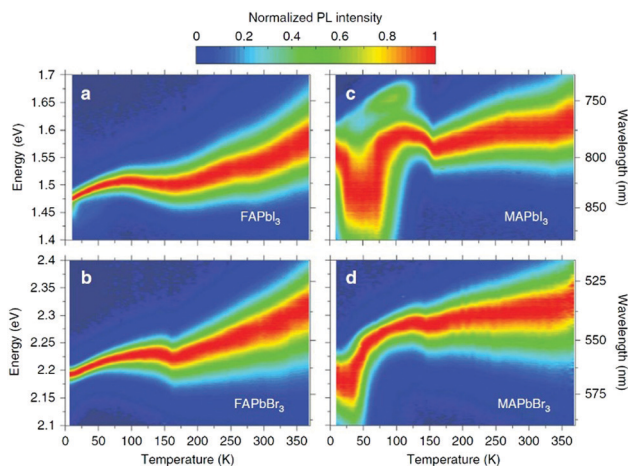 Normalized PL intensity
0 0.2 0.4 0.6 0.8 1
a
FAPbI3
Energy (eV)
1.7
1.65
1.6
1.55
1.5
1.45
1.4
c
MAPbI3
Wavelength (nm)
750
800
850
b
FAPbBr3
Energy (eV)
2.4
2.35
2.3
2.25
2.2
2.15
2.1
0 50 100 150 200 250 300 350
Temperature (K)
d
MAPbBr3
Wavelength (nm)
525
550
575
0 50 100 150 200 250 300 350
Temperature (K)